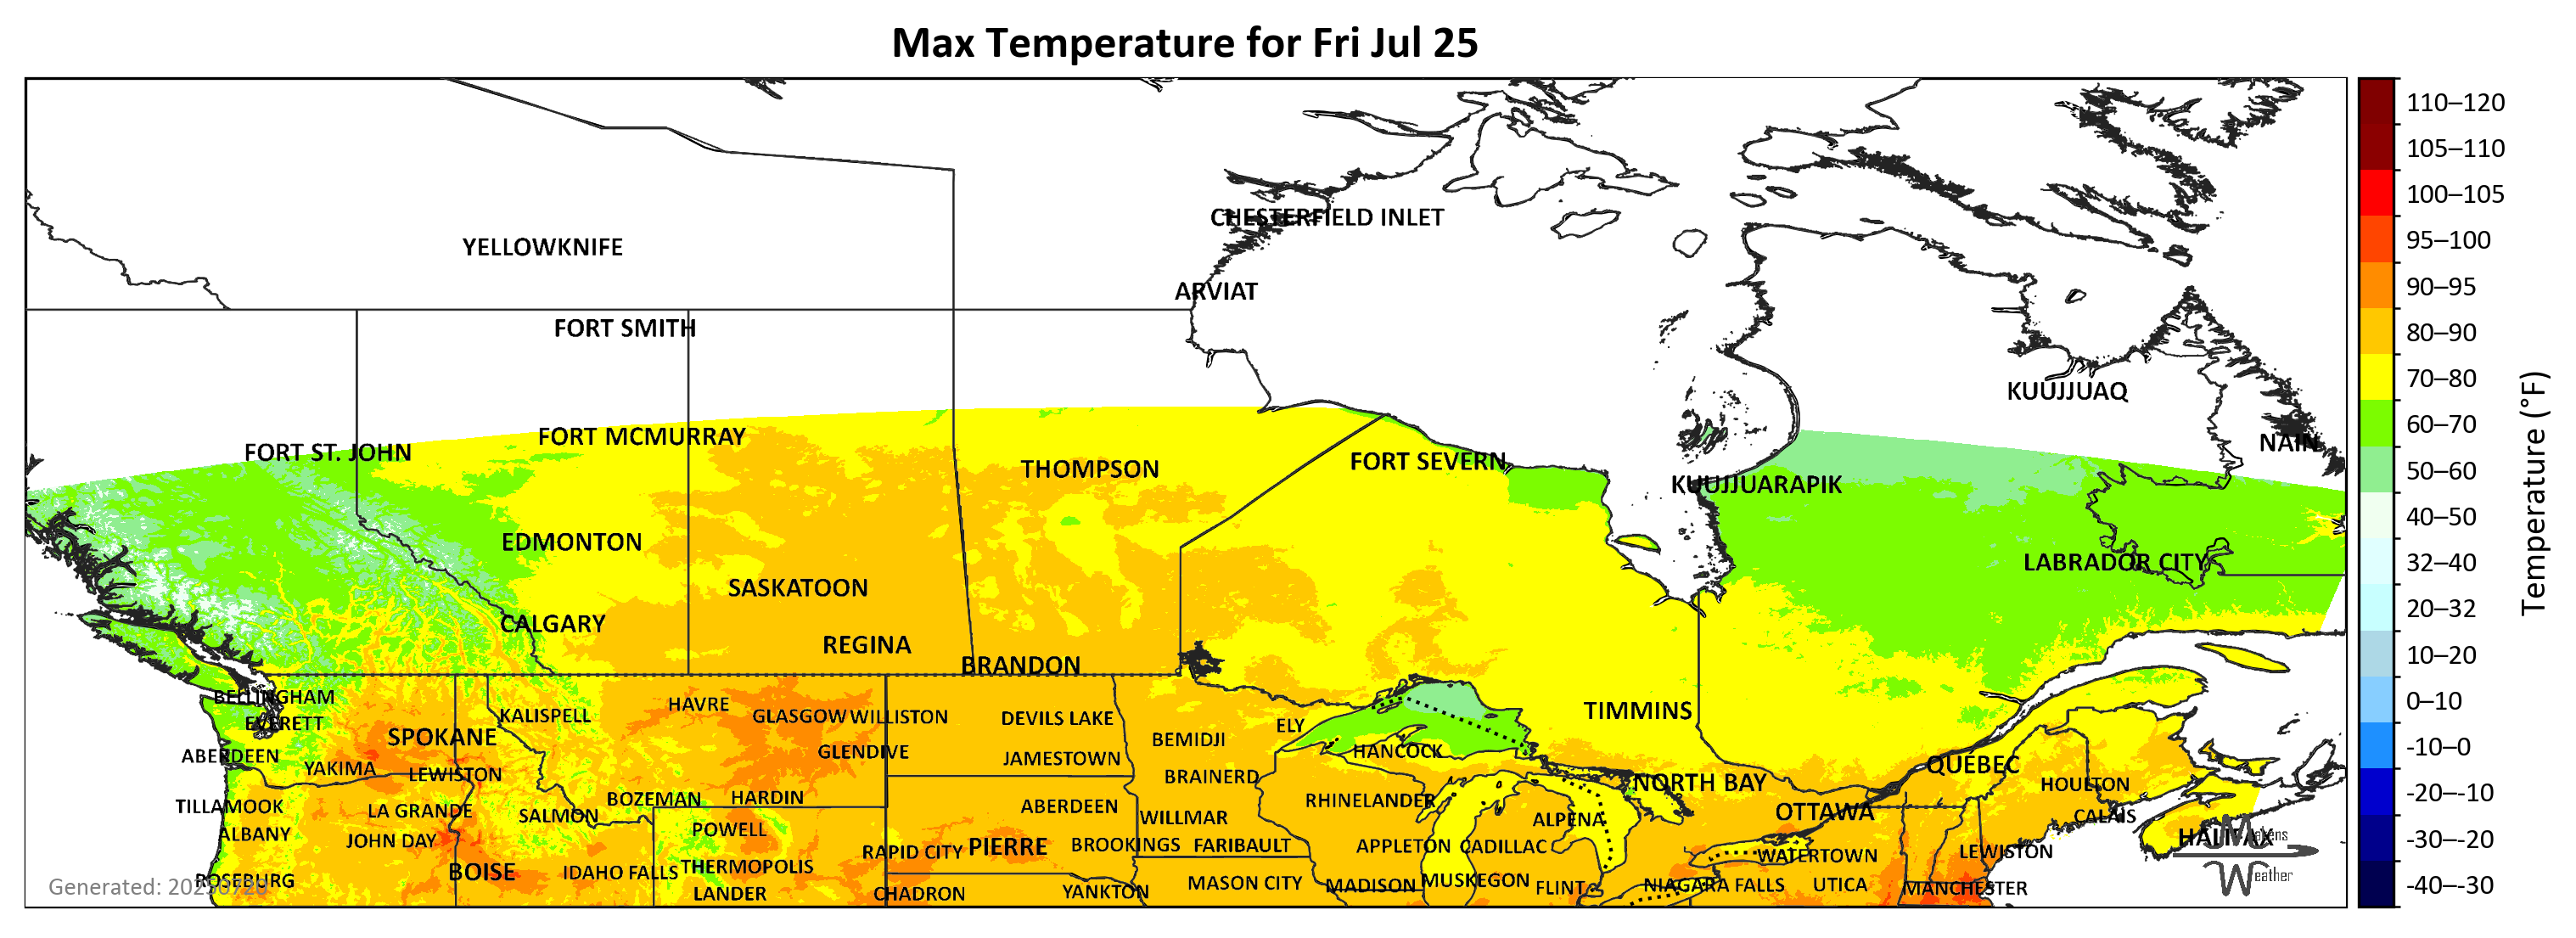 Max Temperature for Fri Jul 25
110–120
105–110
CHESTERFIELD INLET
100–105
YELLOWKNIFE
95–100
ARVIAT
90–95
FORT SMITH
80–90
KUUJJUAQ
70–80
FORT MCMURRAY
60–70
FORT ST. JOHN
NAIN
FORT SEVERN
THOMPSON
50–60
KUUJJUARAPIK
40–50
EDMONTON
LABRADOR CITY
32–40
SASKATOON
20–32
CALGARY
REGINA
10–20
BRANDON
BELLINGHAM
HAVRE
0–10
TIMMINS
KALISPELL
GLASGOW WILLISTON
DEVILS LAKE
EVERETT
ELY
SPOKANE
BEMIDJI
-10–0
ABERDEEN
GLENDIVE
HANCOCK
JAMESTOWN
YAKIMA
LEWISTON
BRAINERD
QUÉBEC
NORTH BAY
HOULTON
-20–-10
BOZEMAN
HARDIN
RHINELANDER
TILLAMOOK
LA GRANDE
SALMON
ABERDEEN
WILLMAR
ALPENA
OTTAWA
CALAIS
ALBANY
JOHN DAY
POWELL
HALIFAX
Makens
-30–-20
RAPID CITY
PIERRE
BROOKINGS
FARIBAULT
APPLETON
CADILLAC
WATERTOWN
LEWISTON
BOISE
IDAHO FALLS
THERMOPOLIS
Weather
ROSEBURG
Generated: 20250720
MASON CITY
MADISON
MUSKEGON
FLINT
NIAGARA FALLS
UTICA
MANCHESTER
-40–-30
LANDER
CHADRON
YANKTON
Temperature (°F)